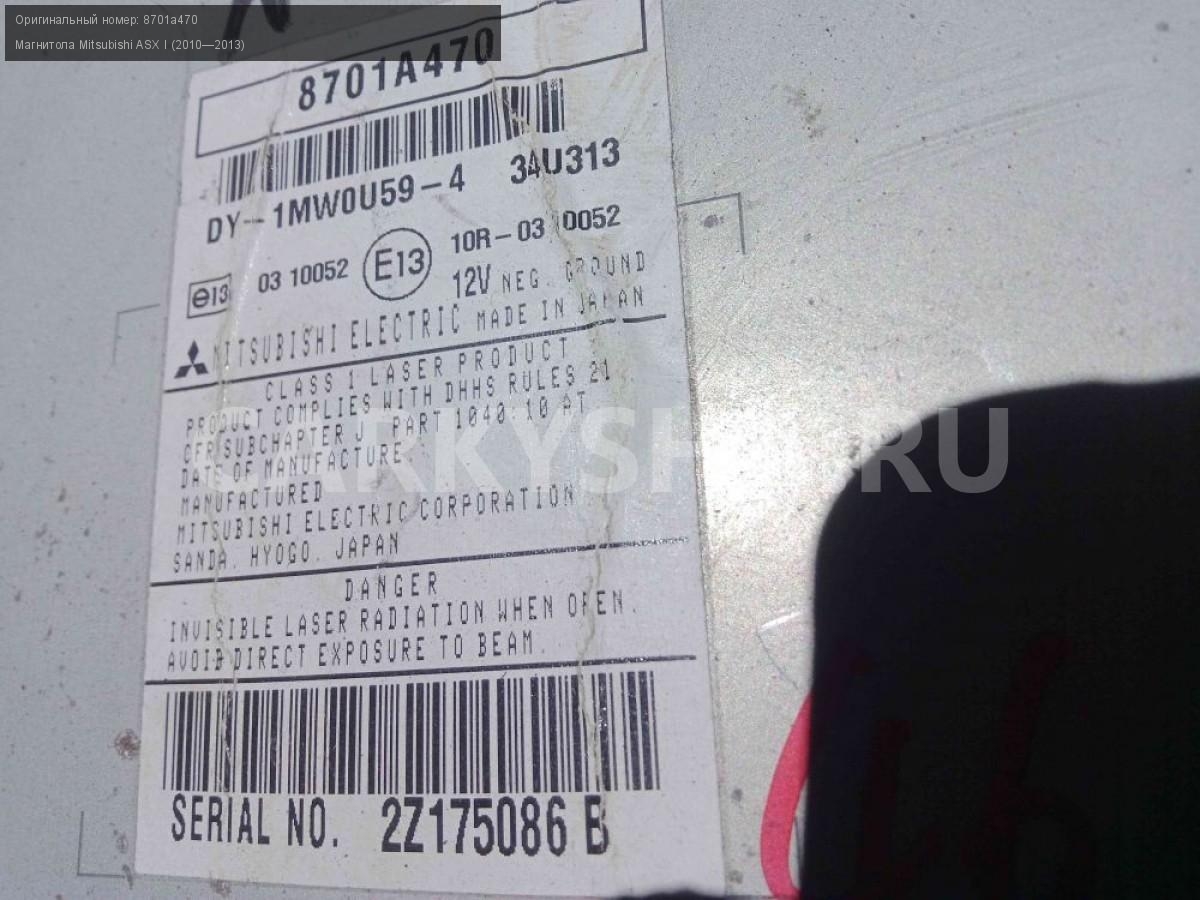 Оригинальный номер: 8701a470
Магнитола Mitsubishi ASX I (2010—2013)
8701A470
DY-1MW0U59-4 34U313
e13 03 10052 E13 10R-03 10052
12V NEG. GROUND
MITSUBISHI ELECTRIC MADE IN JAPAN
CLASS 1 LASER PRODUCT
PRODUCT COMPLIES WITH DHHS RULES 21
CFR SUBCHAPTER J PART 1040.10 AT
DATE OF MANUFACTURE
MANUFACTURED
MITSUBISHI ELECTRIC CORPORATION
SANDA. HYOGO. JAPAN
DANGER
INVISIBLE LASER RADIATION WHEN OPEN.
AVOID DIRECT EXPOSURE TO BEAM.
SERIAL NO. 2Z175086 B